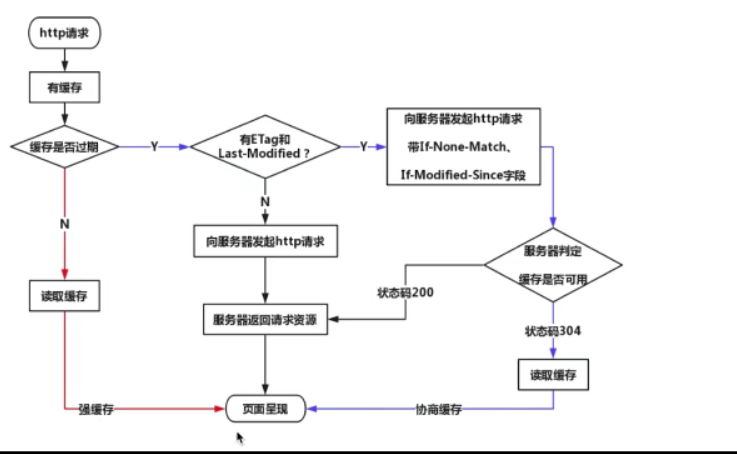 http请求
有缓存
缓存是否过期
Y
有ETag和
Last-Modified？
Y
向服务器发起http请求
带If-None-Match、
If-Modified-Since字段
N
N
向服务器发起http请求
服务器判定
缓存是否可用
读取缓存
状态码200
服务器返回请求资源
状态码304
读取缓存
强缓存
页面呈现
协商缓存